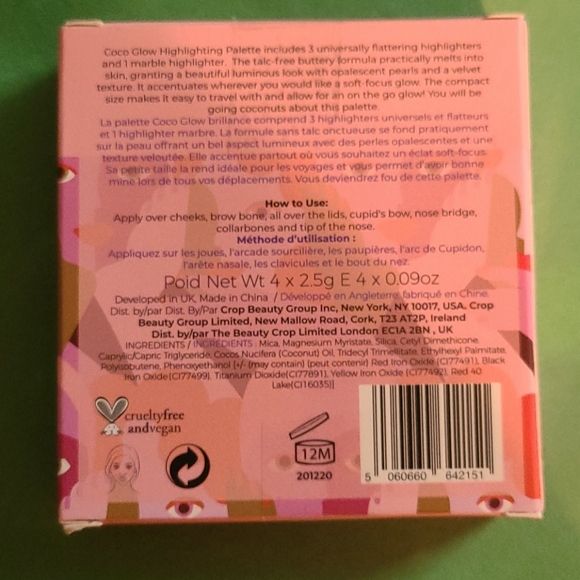 Coco Glow Highlighting Palette includes 3 universally flattering highlighters
and 1 marble highlighter. The talc-free buttery formula practically melts into
skin, granting a beautiful luminous look with opalescent pearls and a velvet
texture. It accentuates wherever you would like a soft-focus glow. The compact
size makes it easy to travel with and allow for an on the go glow! You will be
going coconuts about this palette.
La palette Coco Glow brillance comprend 3 highlighters universels et flatteurs
et 1 highlighter marbre. La formule sans talc onctueuse se fond pratiquement
sur la peau offrant un bel aspect lumineux avec des perles opalescentes et une
texture veloutée. Elle accentue partout où vous souhaitez un éclat soft-focus.
Sa petite taille la rend idéale pour les voyages et vous permet d'avoir bonne
mine lors de tous vos déplacements. Vous deviendrez fou de cette palette.
How to Use:
Apply over cheeks, brow bone, all over the lids, cupid's bow, nose bridge,
collarbones and tip of the nose.
Méthode d'utilisation :
Appliquez sur les joues, l'arcade sourcilière, les paupières, l'arc de Cupidon,
l'arête nasale, les clavicules et le bout du nez.
Poid Net Wt 4 x 2.5g E 4 x 0.09oz
Developed in UK, Made in China / Développé en Angleterre, fabriqué en Chine.
Dist. by/par Dist. By/Par Crop Beauty Group Inc, New York, NY 10017, USA. Crop
Beauty Group Limited, New Mallow Road, Cork, T23 AT2P, Ireland
Dist. by/par The Beauty Crop Limited London EC1A 2BN , UK
INGREDIENTS / INGREDIENTS : Mica, Magnesium Myristate, Silica, Cetyl Dimethicone,
Caprylic/Capric Triglyceride, Cocos Nucifera (Coconut) Oil, Tridecyl Trimellitate, Ethylhexyl Palmitate,
Polyisobutene, Phenoxyethanol [+/- (may contain) (peut contenir) Red Iron Oxide (CI77491), Black
Iron Oxide(CI77499), Titanium Dioxide(CI77891), Yellow Iron Oxide (CI77492), Red 40
Lake(CI16035)]
crueltyfree
andvegan
12M
201220
5 060660 642151